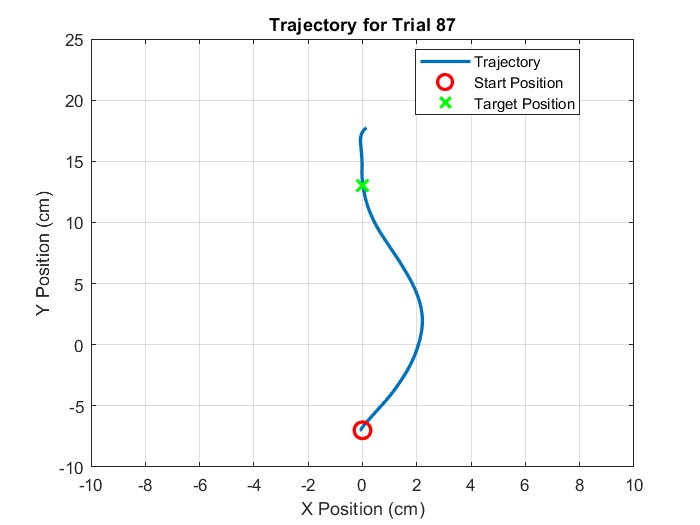 Trajectory for Trial 87
Trajectory
Start Position
Target Position
25
20
15
10
5
0
-5
-10
Y Position (cm)
-10 -8 -6 -4 -2 0 2 4 6 8 10
X Position (cm)